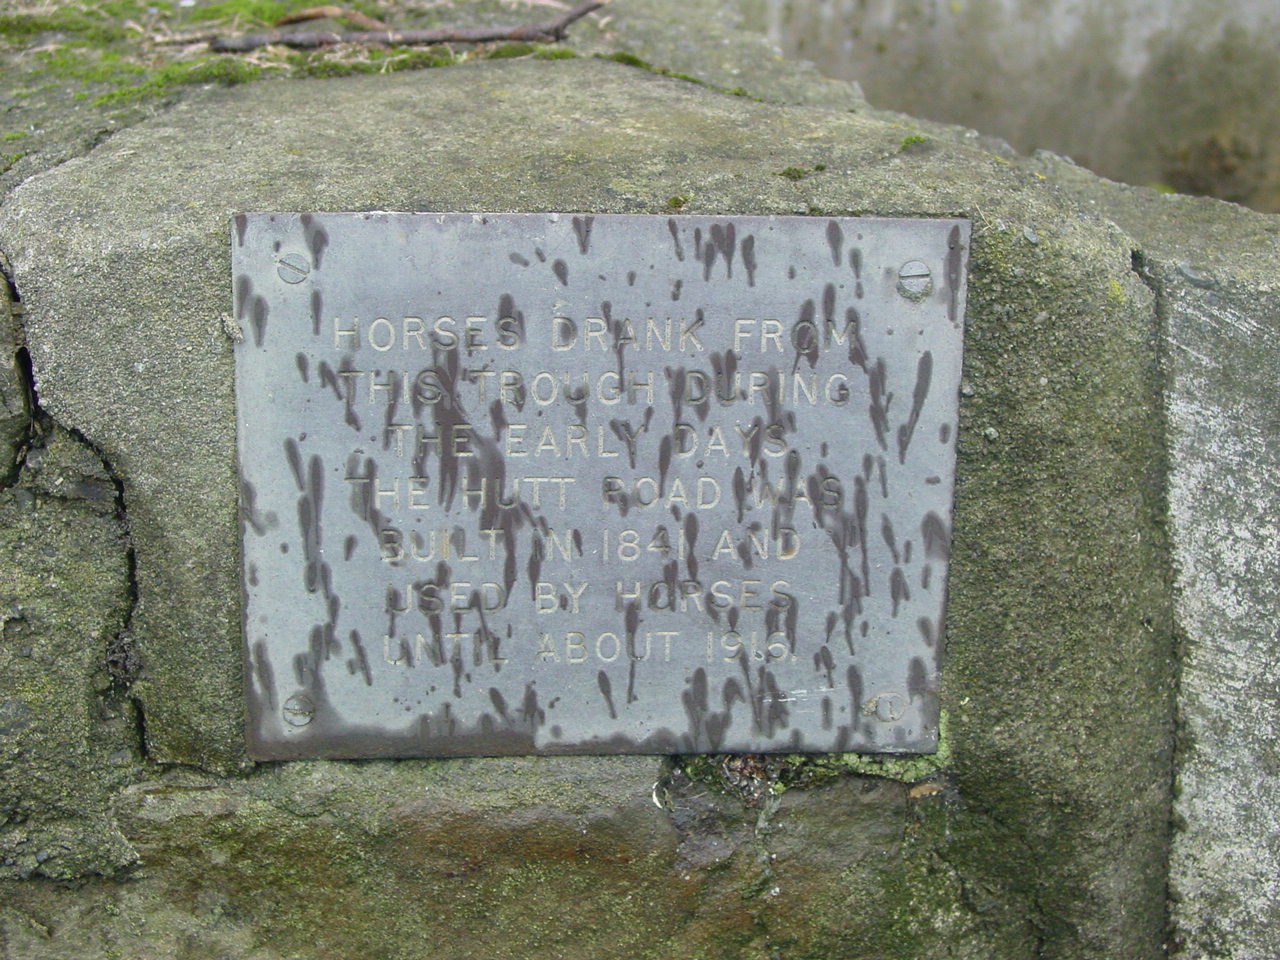 HORSES DRANK FROM
THIS TROUGH DURING
THE EARLY DAYS.
THE HUTT ROAD WAS
BUILT IN 1841 AND
USED BY HORSES
UNTIL ABOUT 1916.